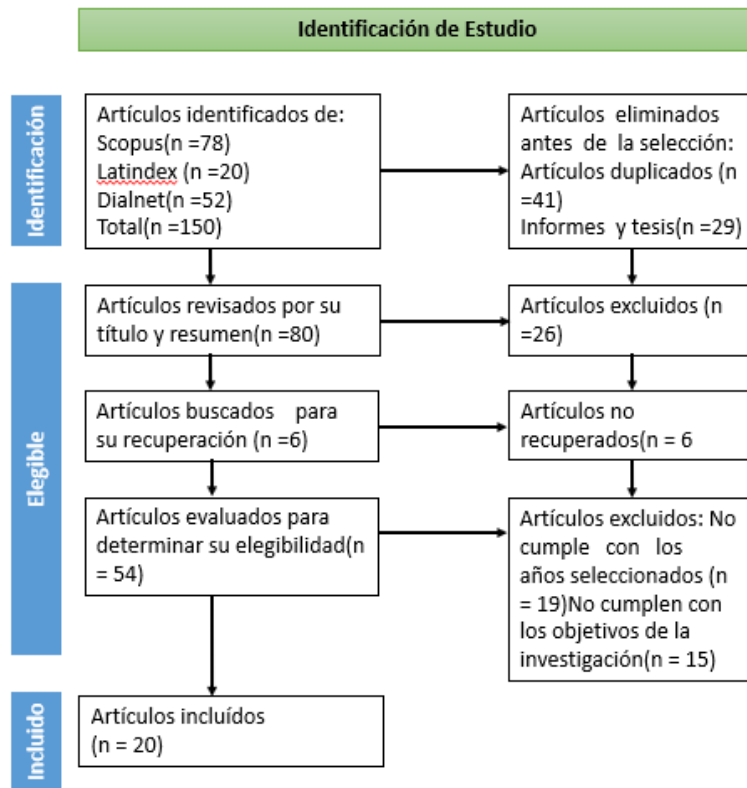 Identificación de Estudio
Identificación
Artículos identificados de:
Scopus(n =78)
Latindex (n =20)
Dialnet(n =52)
Total(n =150)
Artículos eliminados
antes de la selección:
Artículos duplicados (n
=41)
Informes y tesis(n =29)
Elegible
Artículos revisados por su
título y resumen(n =80)
Artículos excluidos (n
=26)
Artículos buscados para
su recuperación (n =6)
Artículos no
recuperados(n = 6
Artículos evaluados para
determinar su elegibilidad(n
= 54)
Artículos excluidos: No
cumple con los
años seleccionados (n
= 19)No cumplen con
los objetivos de la
investigación(n = 15)
Incluido
Artículos incluídos
(n = 20)